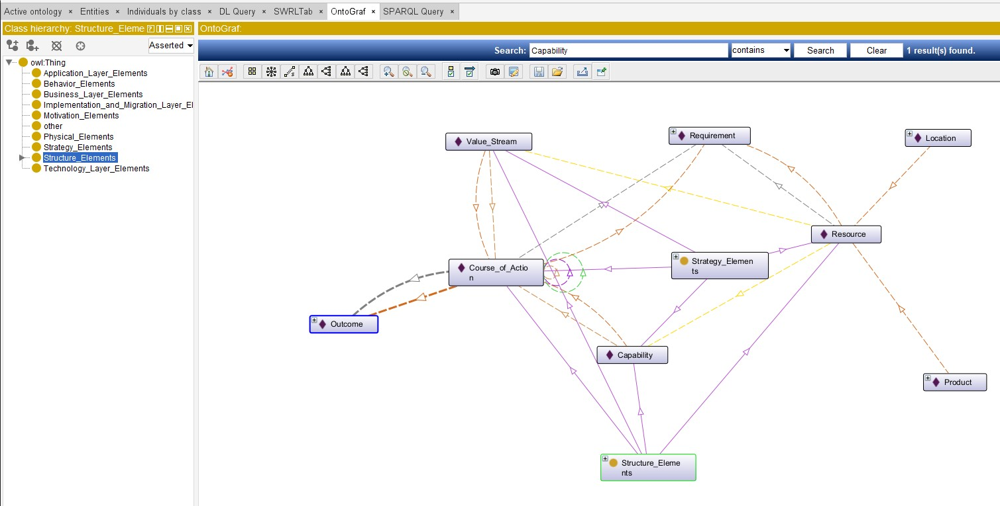 Active ontology × Entities × Individuals by class × DL Query × SWRLTab × OntoGraf × SPARQL Query ×
Class hierarchy: Structure_Eleme
OntoGraf:
Asserted
Search: Capability contains Search Clear 1 result(s) found.
owl:Thing
Application_Layer_Elements
Behavior_Elements
Business_Layer_Elements
Implementation_and_Migration_Layer_El
Motivation_Elements
other
Physical_Elements
Strategy_Elements
Structure_Elements
Technology_Layer_Elements
Value_Stream
Requirement
Location
Resource
Course_of_Actio
n
Strategy_Elemen
ts
Outcome
Capability
Product
Structure_Eleme
nts